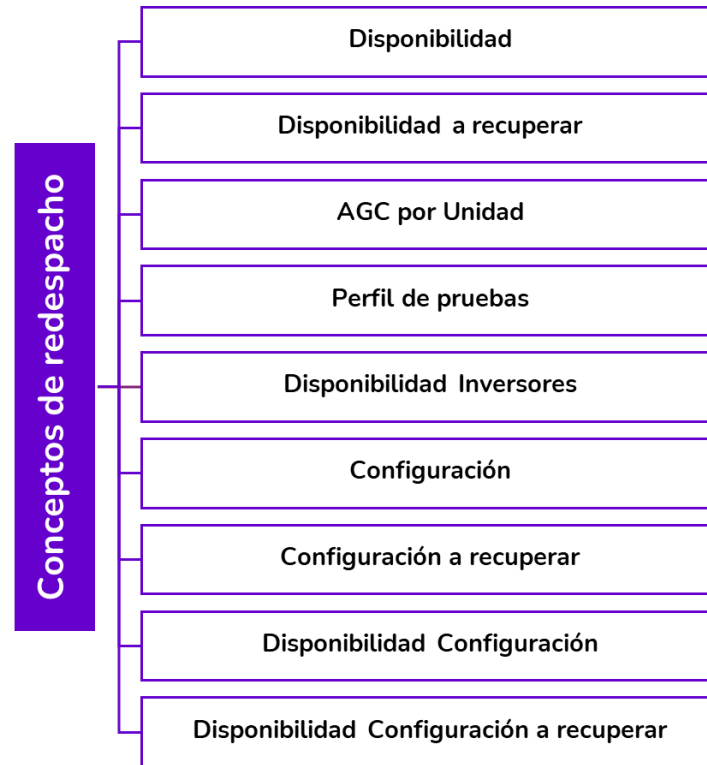 Conceptos de redespacho
Disponibilidad
Disponibilidad a recuperar
AGC por Unidad
Perfil de pruebas
Disponibilidad Inversores
Configuración
Configuración a recuperar
Disponibilidad Configuración
Disponibilidad Configuración a recuperar